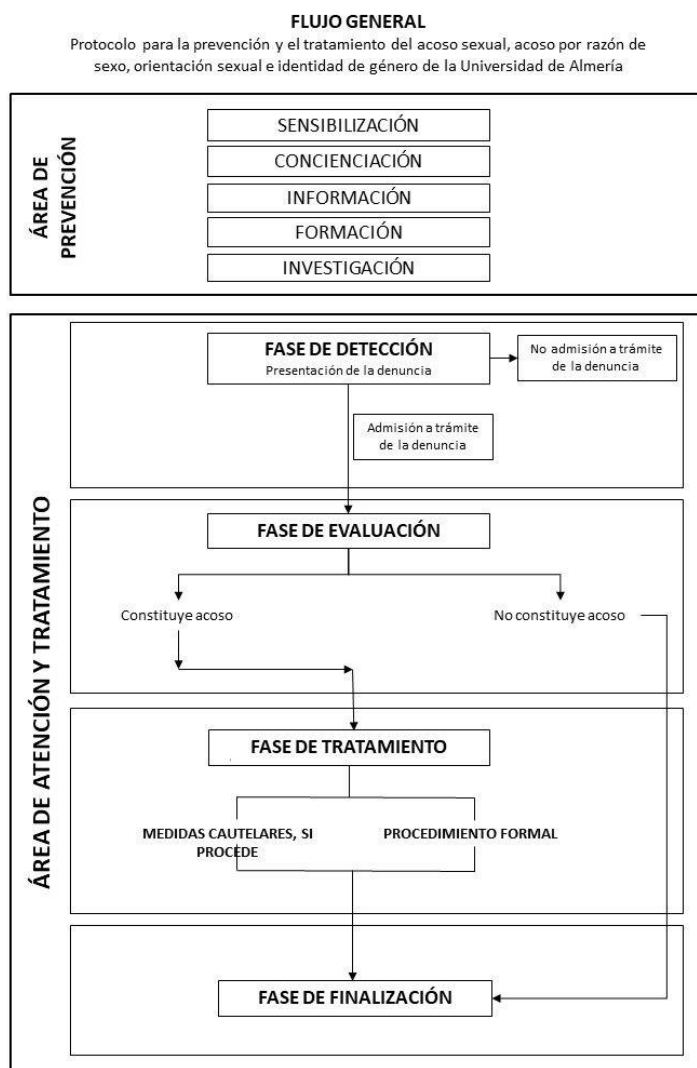 FLUJO GENERAL
Protocolo para la prevención y el tratamiento del acoso sexual, acoso por razón de
sexo, orientación sexual e identidad de género de la Universidad de Almería
ÁREA DE
PREVENCIÓN
SENSIBILIZACIÓN
CONCIENCIACIÓN
INFORMACIÓN
FORMACIÓN
INVESTIGACIÓN
ÁREA DE ATENCIÓN Y TRATAMIENTO
FASE DE DETECCIÓN
Presentación de la denuncia
No admisión a trámite
de la denuncia
Admisión a trámite
de la denuncia
FASE DE EVALUACIÓN
Constituye acoso
No constituye acoso
FASE DE TRATAMIENTO
MEDIDAS CAUTELARES, SI
PROCEDE
PROCEDIMIENTO FORMAL
FASE DE FINALIZACIÓN